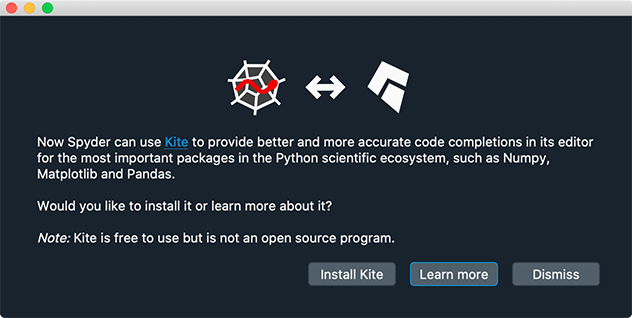 Now Spyder can use Kite to provide better and more accurate code completions in its editor
for the most important packages in the Python scientific ecosystem, such as Numpy,
Matplotlib and Pandas.
Would you like to install it or learn more about it?
Note: Kite is free to use but is not an open source program.
Install Kite
Learn more
Dismiss